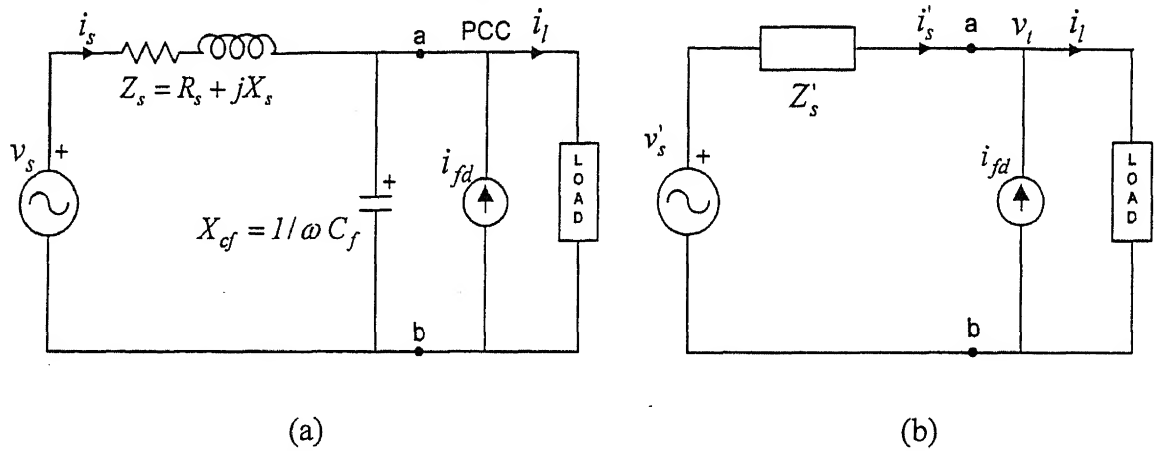 i_s
a
PCC
i_l
Z_s = R_s + jX_s
v_s
+
+
X_cf = 1/ω C_f
i_fd
LOAD
b
(a)
i'_s
a
v_t
i_l
Z'_s
v'_s
+
i_fd
LOAD
b
(b)